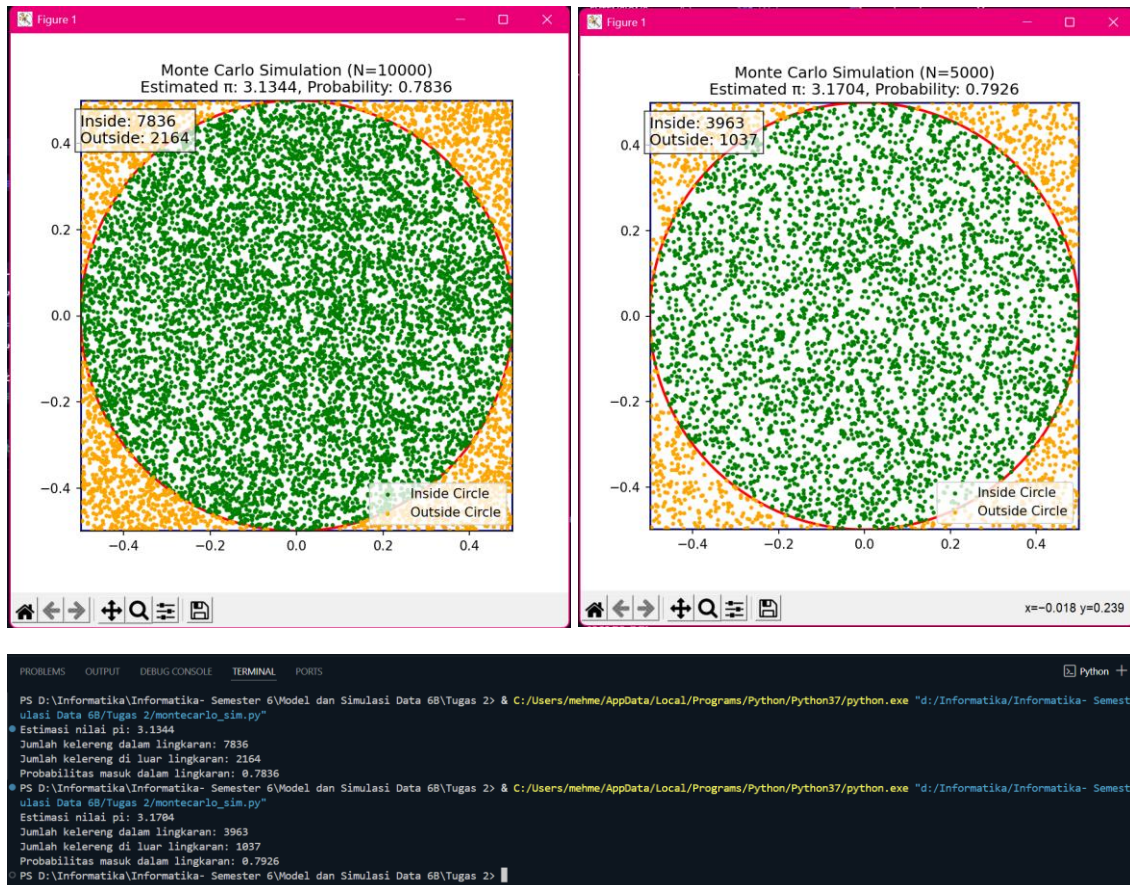 Figure 1
Monte Carlo Simulation (N=10000)
Estimated π: 3.1344, Probability: 0.7836
Inside: 7836
Outside: 2164
0.4
0.2
0.0
−0.2
−0.4
Inside Circle
Outside Circle
−0.4 −0.2 0.0 0.2 0.4
Figure 1
Monte Carlo Simulation (N=5000)
Estimated π: 3.1704, Probability: 0.7926
Inside: 3963
Outside: 1037
0.4
0.2
0.0
−0.2
−0.4
Inside Circle
Outside Circle
−0.4 −0.2 0.0 0.2 0.4
x=−0.018 y=0.239
PROBLEMS OUTPUT DEBUG CONSOLE TERMINAL PORTS Python
PS D:\Informatika\Informatika- Semester 6\Model dan Simulasi Data 6B\Tugas 2> & C:/Users/mehme/AppData/Local/Programs/Python/Python37/python.exe "d:/Informatika/Informatika- Semest
ulasi Data 6B/Tugas 2/montecarlo_sim.py"
Estimasi nilai pi: 3.1344
Jumlah kelereng dalam lingkaran: 7836
Jumlah kelereng di luar lingkaran: 2164
Probabilitas masuk dalam lingkaran: 0.7836
PS D:\Informatika\Informatika- Semester 6\Model dan Simulasi Data 6B\Tugas 2> & C:/Users/mehme/AppData/Local/Programs/Python/Python37/python.exe "d:/Informatika/Informatika- Semest
ulasi Data 6B/Tugas 2/montecarlo_sim.py"
Estimasi nilai pi: 3.1704
Jumlah kelereng dalam lingkaran: 3963
Jumlah kelereng di luar lingkaran: 1037
Probabilitas masuk dalam lingkaran: 0.7926
PS D:\Informatika\Informatika- Semester 6\Model dan Simulasi Data 6B\Tugas 2>